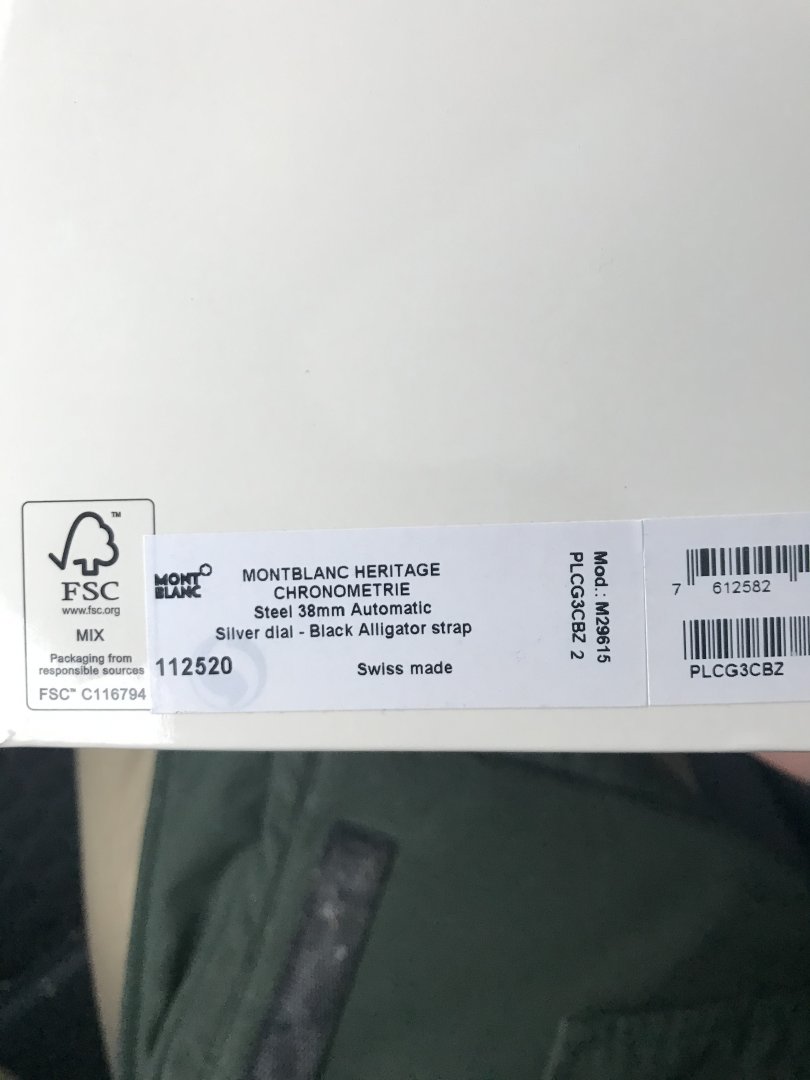 ™
FSC
www.fsc.org
MIX
Packaging from
responsible sources
FSC™ C116794
MONT
BLANC
MONTBLANC HERITAGE
CHRONOMETRIE
Steel 38mm Automatic
Silver dial - Black Alligator strap
112520
Swiss made
Mod.: M29615
PLCG3CBZ 2
7 612582
PLCG3CBZ